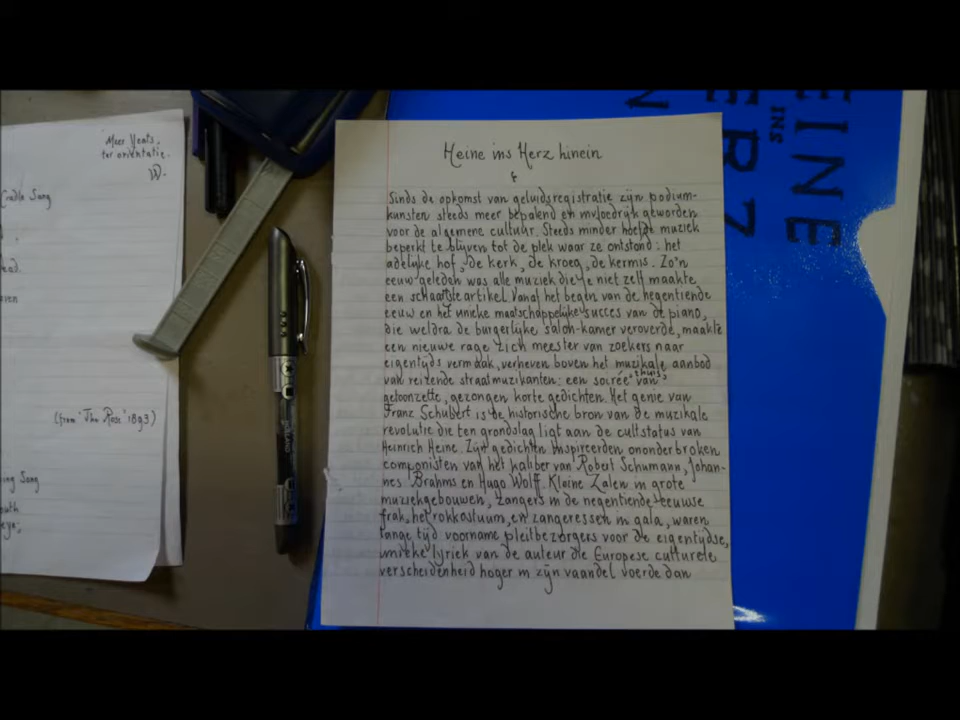 Meer Yeats,
ter orientatie.
W.
Cradle Song
(from 'The Rose' 1893)
ing Song
outh
eye,
Heine ins Herz hinein
Sinds de opkomst van geluidsregistratie zijn podium-
kunsten steeds meer bepalend en invloedrijk geworden
voor de algemene cultuur. Steeds minder hoefde muziek
beperkt te blijven tot de plek waar ze ontstond: het
adelijke hof, de kerk, de kroeg, de kermis. Zo'n
eeuw geleden was alle muziek die je niet zelf maakte
een schaarste artikel. Vanaf het begin van de negentiende
eeuw en het unieke maatschappelijke succes van de piano,
die weldra de burgerlijke salon-kamer veroverde, maakte
een nieuwe rage zich meester van zoekers naar
eigentijds vermaak, verheven boven het muzikale aanbod
van reizende straatmuzikanten: een soirée 'thuis' van
getoonzette, gezongen korte gedichten. Het genie van
Franz Schubert is de historische bron van de muzikale
revolutie die ten grondslag ligt aan de cultstatus van
Heinrich Heine. Zijn gedichten inspireerden ononderbroken
componisten van het kaliber van Robert Schumann, Johan-
nes Brahms en Hugo Wolff. Kleine zalen in grote
muziekgebouwen, zangers in de negentiende-eeuwse
frak, het rokkostuum, en zangeressen in gala, waren
lange tijd voorname pleitbezorgers voor de eigentijdse,
unieke lyriek van de auteur die Europese culturele
verscheidenheid hoger in zijn vaandel voerde dan
EINE
INS
ERZ
N